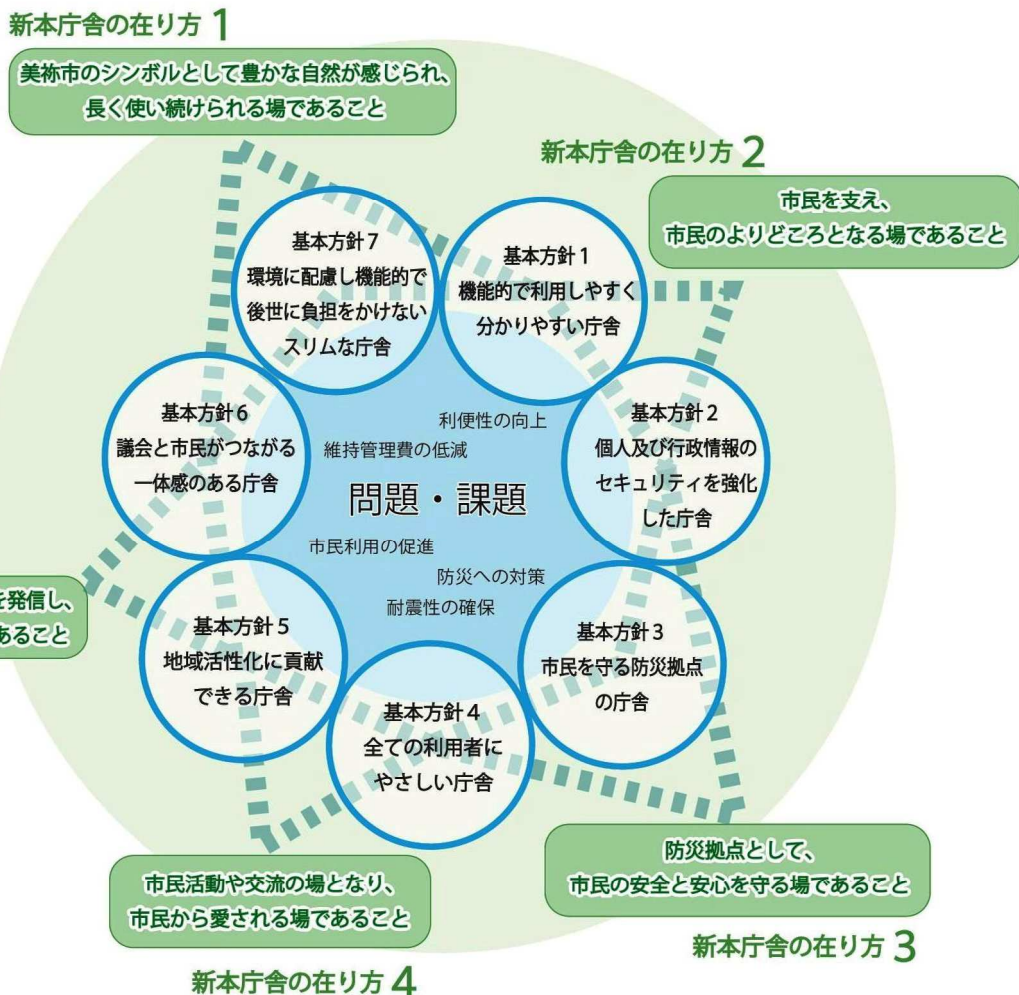 新本庁舎の在り方 1
美祢市のシンボルとして豊かな自然が感じられ、
長く使い続けられる場であること
新本庁舎の在り方 2
市民を支え、
市民のよりどころとなる場であること
基本方針7
環境に配慮し機能的で
後世に負担をかけない
スリムな庁舎
基本方針1
機能的で利用しやすく
分かりやすい庁舎
基本方針6
議会と市民がつながる
一体感のある庁舎
基本方針2
個人及び行政情報の
セキュリティを強化
した庁舎
利便性の向上
維持管理費の低減
問題・課題
市民利用の促進
防災への対策
耐震性の確保
を発信し、
あること
基本方針5
地域活性化に貢献
できる庁舎
基本方針3
市民を守る防災拠点
の庁舎
基本方針4
全ての利用者に
やさしい庁舎
市民活動や交流の場となり、
市民から愛される場であること
新本庁舎の在り方 4
防災拠点として、
市民の安全と安心を守る場であること
新本庁舎の在り方 3